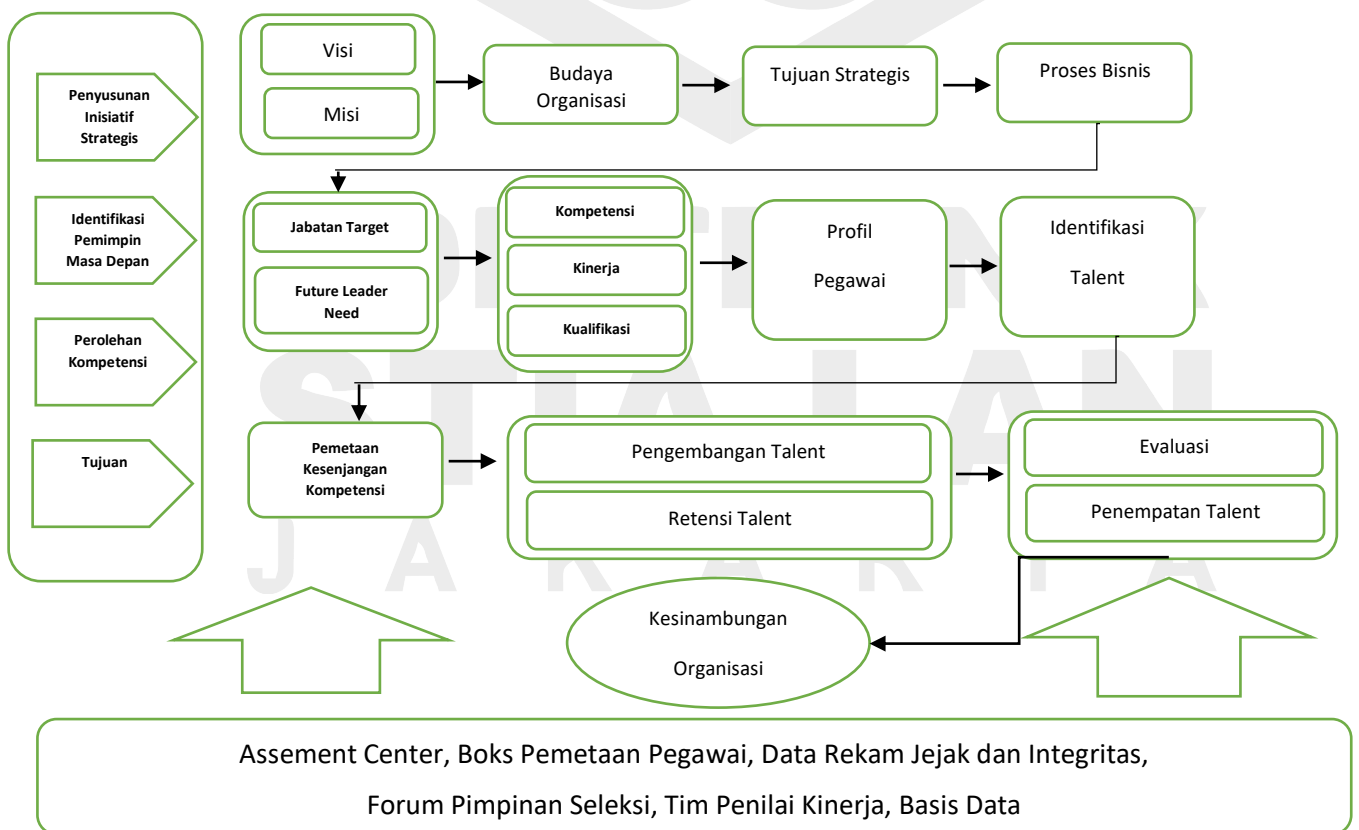 Penyusunan
Inisiatif
Strategis
Identifikasi
Pemimpin
Masa Depan
Perolehan
Kompetensi
Tujuan
Visi
Misi
Budaya
Organisasi
Tujuan Strategis
Proses Bisnis
Jabatan Target
Future Leader
Need
Kompetensi
Kinerja
Kualifikasi
Profil
Pegawai
Identifikasi
Talent
Pemetaan
Kesenjangan
Kompetensi
Pengembangan Talent
Retensi Talent
Evaluasi
Penempatan Talent
Kesinambungan
Organisasi
Assement Center, Boks Pemetaan Pegawai, Data Rekam Jejak dan Integritas,
Forum Pimpinan Seleksi, Tim Penilai Kinerja, Basis Data
STIA LAN
JAKARTA